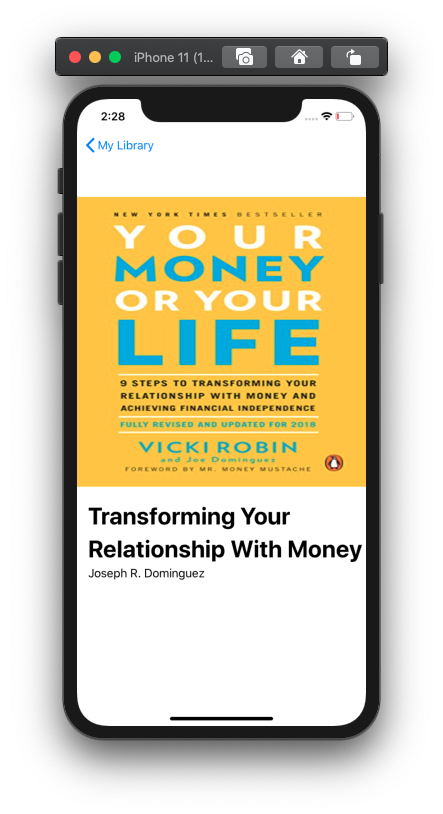 iPhone 11 (1...
2:28
My Library
NEW YORK TIMES BESTSELLER
YOUR
MONEY
OR YOUR
LIFE
9 STEPS TO TRANSFORMING YOUR
RELATIONSHIP WITH MONEY AND
ACHIEVING FINANCIAL INDEPENDENCE
FULLY REVISED AND UPDATED FOR 2018
VICKI ROBIN
and Joe Dominguez
FOREWORD BY MR. MONEY MUSTACHE
Transforming Your
Relationship With Money
Joseph R. Dominguez